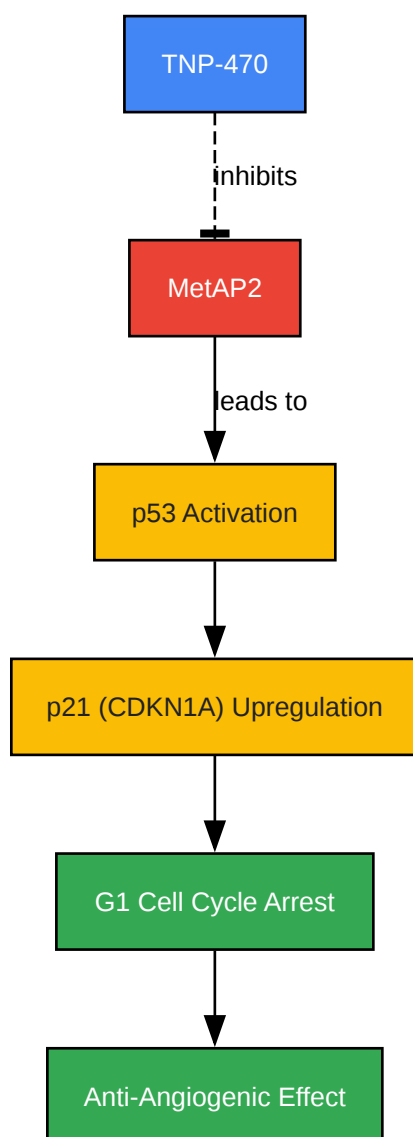 TNP-470
inhibits
MetAP2
leads to
p53 Activation
p21 (CDKN1A) Upregulation
G1 Cell Cycle Arrest
Anti-Angiogenic Effect